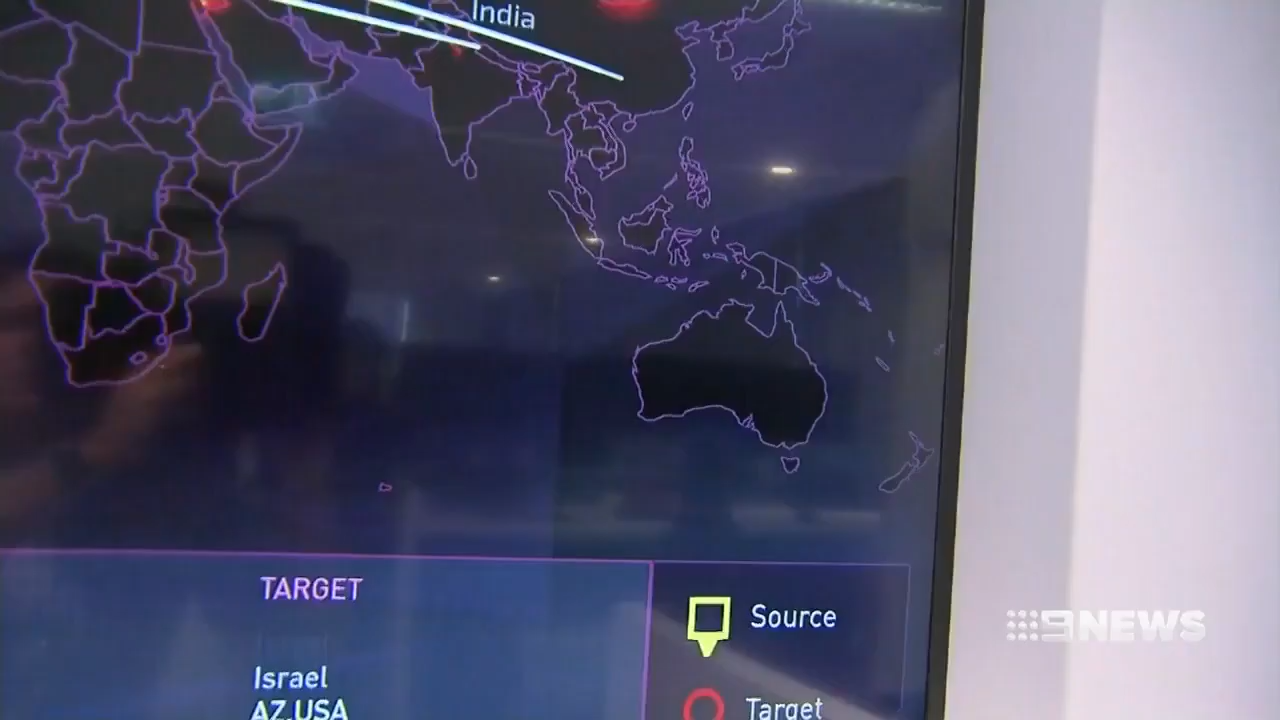 India
TARGET
Israel
AZ,USA
Source
Target
9NEWS